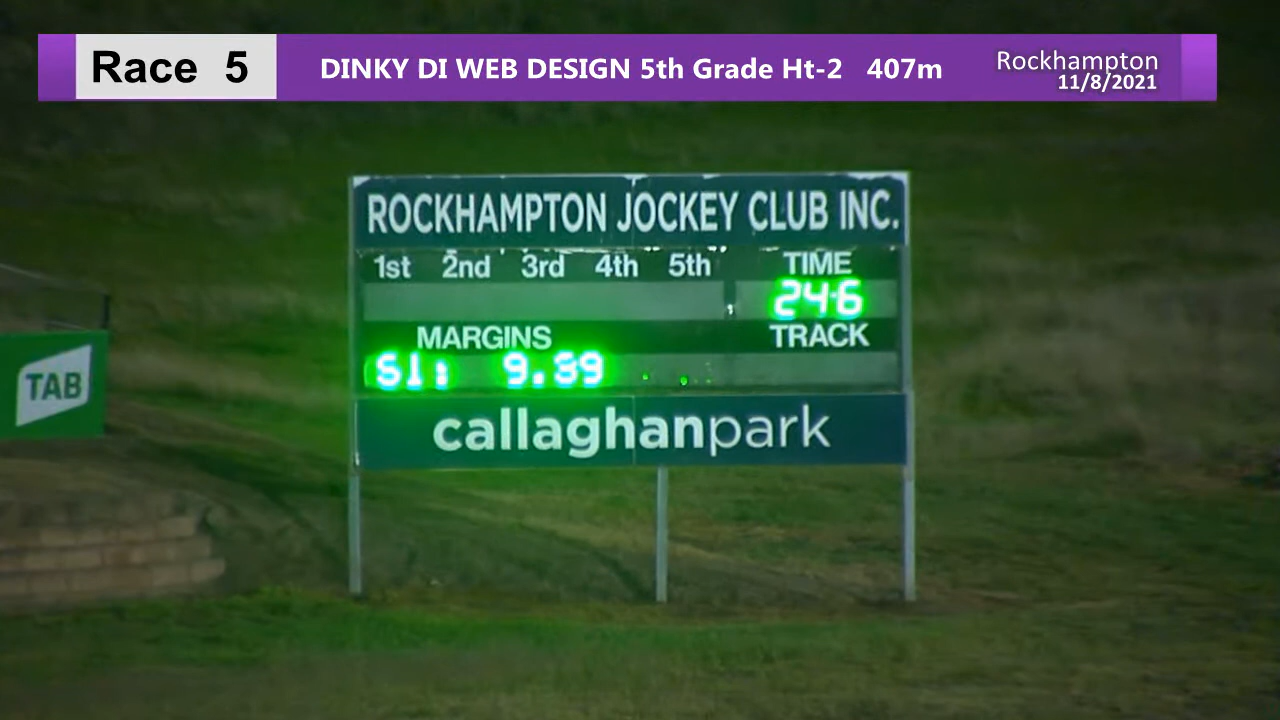 Race 5
DINKY DI WEB DESIGN 5th Grade Ht-2 407m
Rockhampton
11/8/2021
ROCKHAMPTON JOCKEY CLUB INC.
1st 2nd 3rd 4th 5th TIME
24·6
MARGINS TRACK
S1: 9.39
TAB
callaghanpark